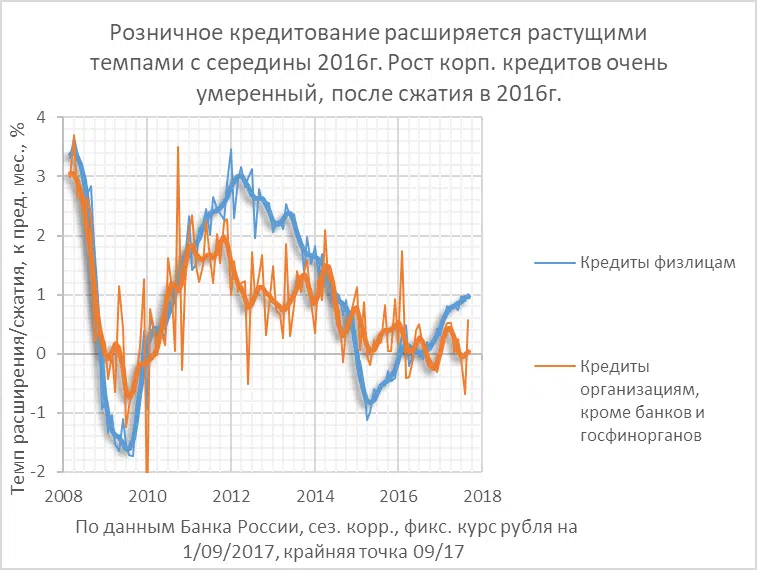 Розничное кредитование расширяется растущими
темпами с середины 2016г. Рост корп. кредитов очень
умеренный, после сжатия в 2016г.
Темп расширения/сжатия, к пред. мес., %
4
3
2
1
0
-1
-2
2008 2010 2012 2014 2016 2018
Кредиты физлицам
Кредиты
организациям,
кроме банков и
госфинорганов
По данным Банка России, сез. корр., фикс. курс рубля на
1/09/2017, крайняя точка 09/17